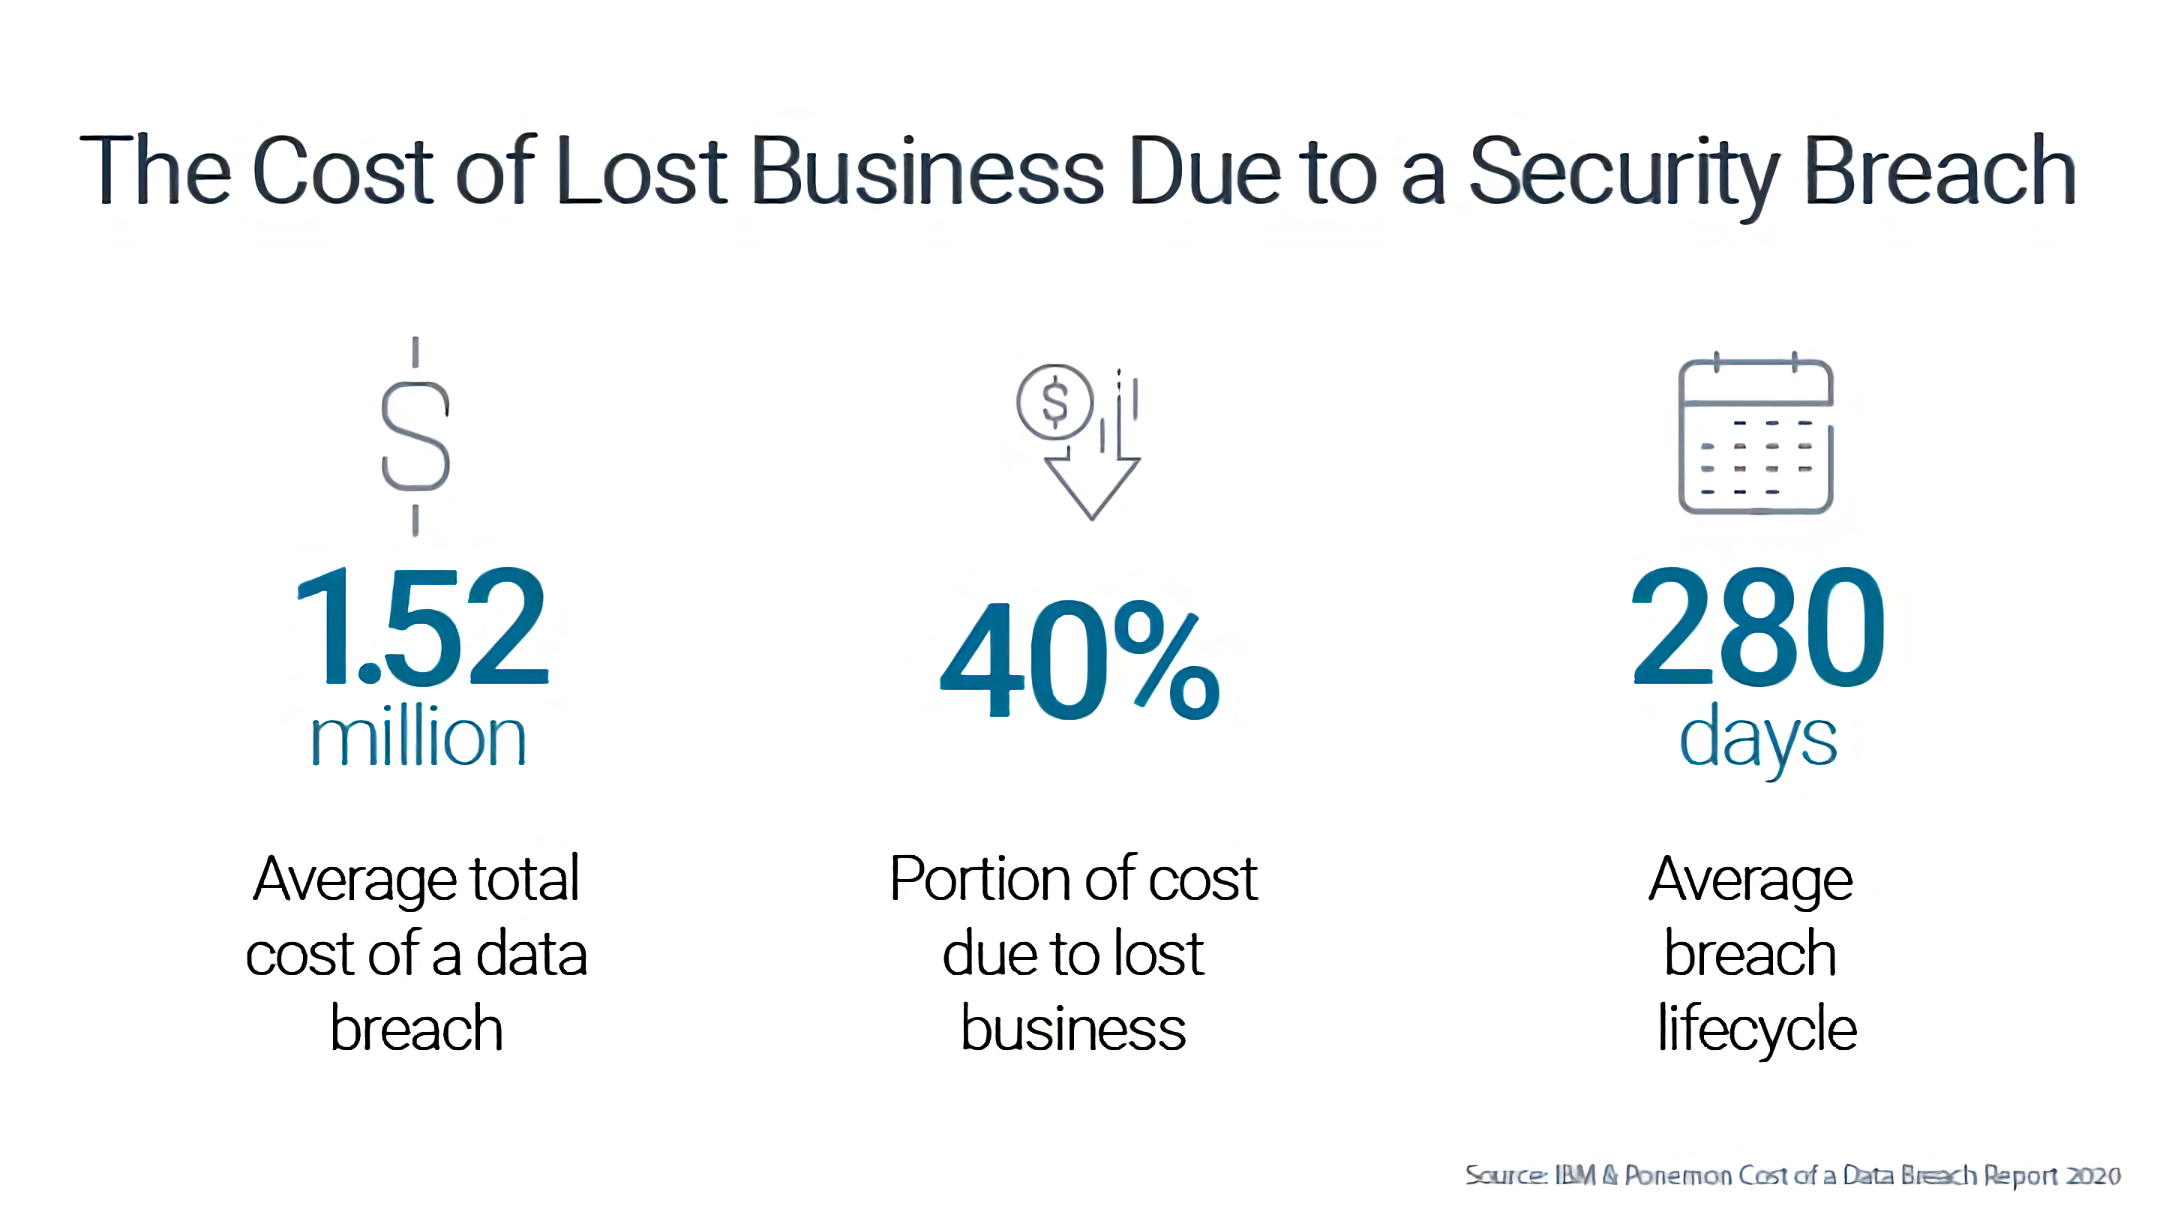 The Cost of Lost Business Due to a Security Breach
$
$
1.52
million
40%
280
days
Average total
cost of a data
breach
Portion of cost
due to lost
business
Average
breach
lifecycle
Source: IBM & Ponemon Cost of a Data Breach Report 2020